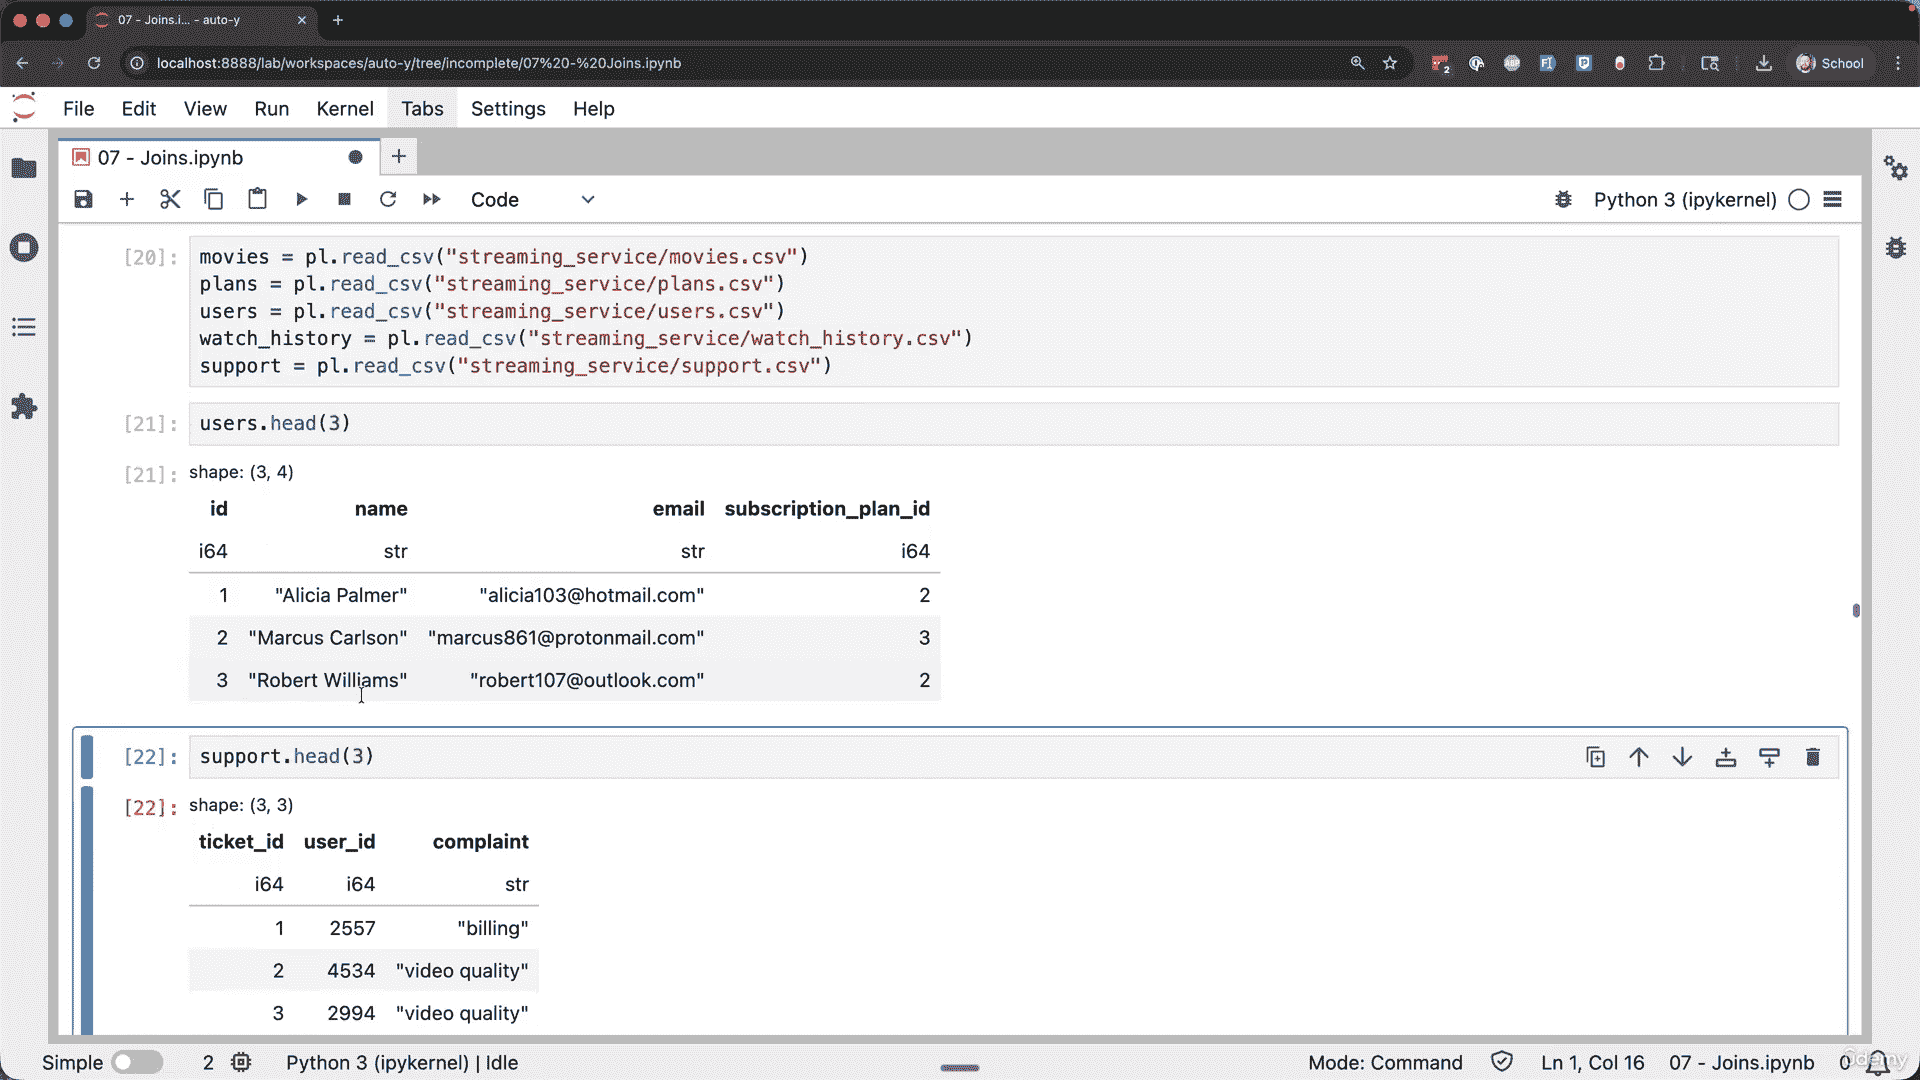 07 - Joins.i... - auto-y
localhost:8888/lab/workspaces/auto-y/tree/incomplete/07%20-%20Joins.ipynb
2
School
File Edit View Run Kernel Tabs Settings Help
07 - Joins.ipynb
Code
Python 3 (ipykernel)
[20]:
movies = pl.read_csv("streaming_service/movies.csv")
plans = pl.read_csv("streaming_service/plans.csv")
users = pl.read_csv("streaming_service/users.csv")
watch_history = pl.read_csv("streaming_service/watch_history.csv")
support = pl.read_csv("streaming_service/support.csv")
[21]: users.head(3)
[21]: shape: (3, 4)
id name email subscription_plan_id
i64 str str i64
1 "Alicia Palmer" "alicia103@hotmail.com" 2
2 "Marcus Carlson" "marcus861@protonmail.com" 3
3 "Robert Williams" "robert107@outlook.com" 2
[22]: support.head(3)
[22]: shape: (3, 3)
ticket_id user_id complaint
i64 i64 str
1 2557 "billing"
2 4534 "video quality"
3 2994 "video quality"
Simple 2 Python 3 (ipykernel) | Idle Mode: Command Ln 1, Col 16 07 - Joins.ipynb 0
Udemy